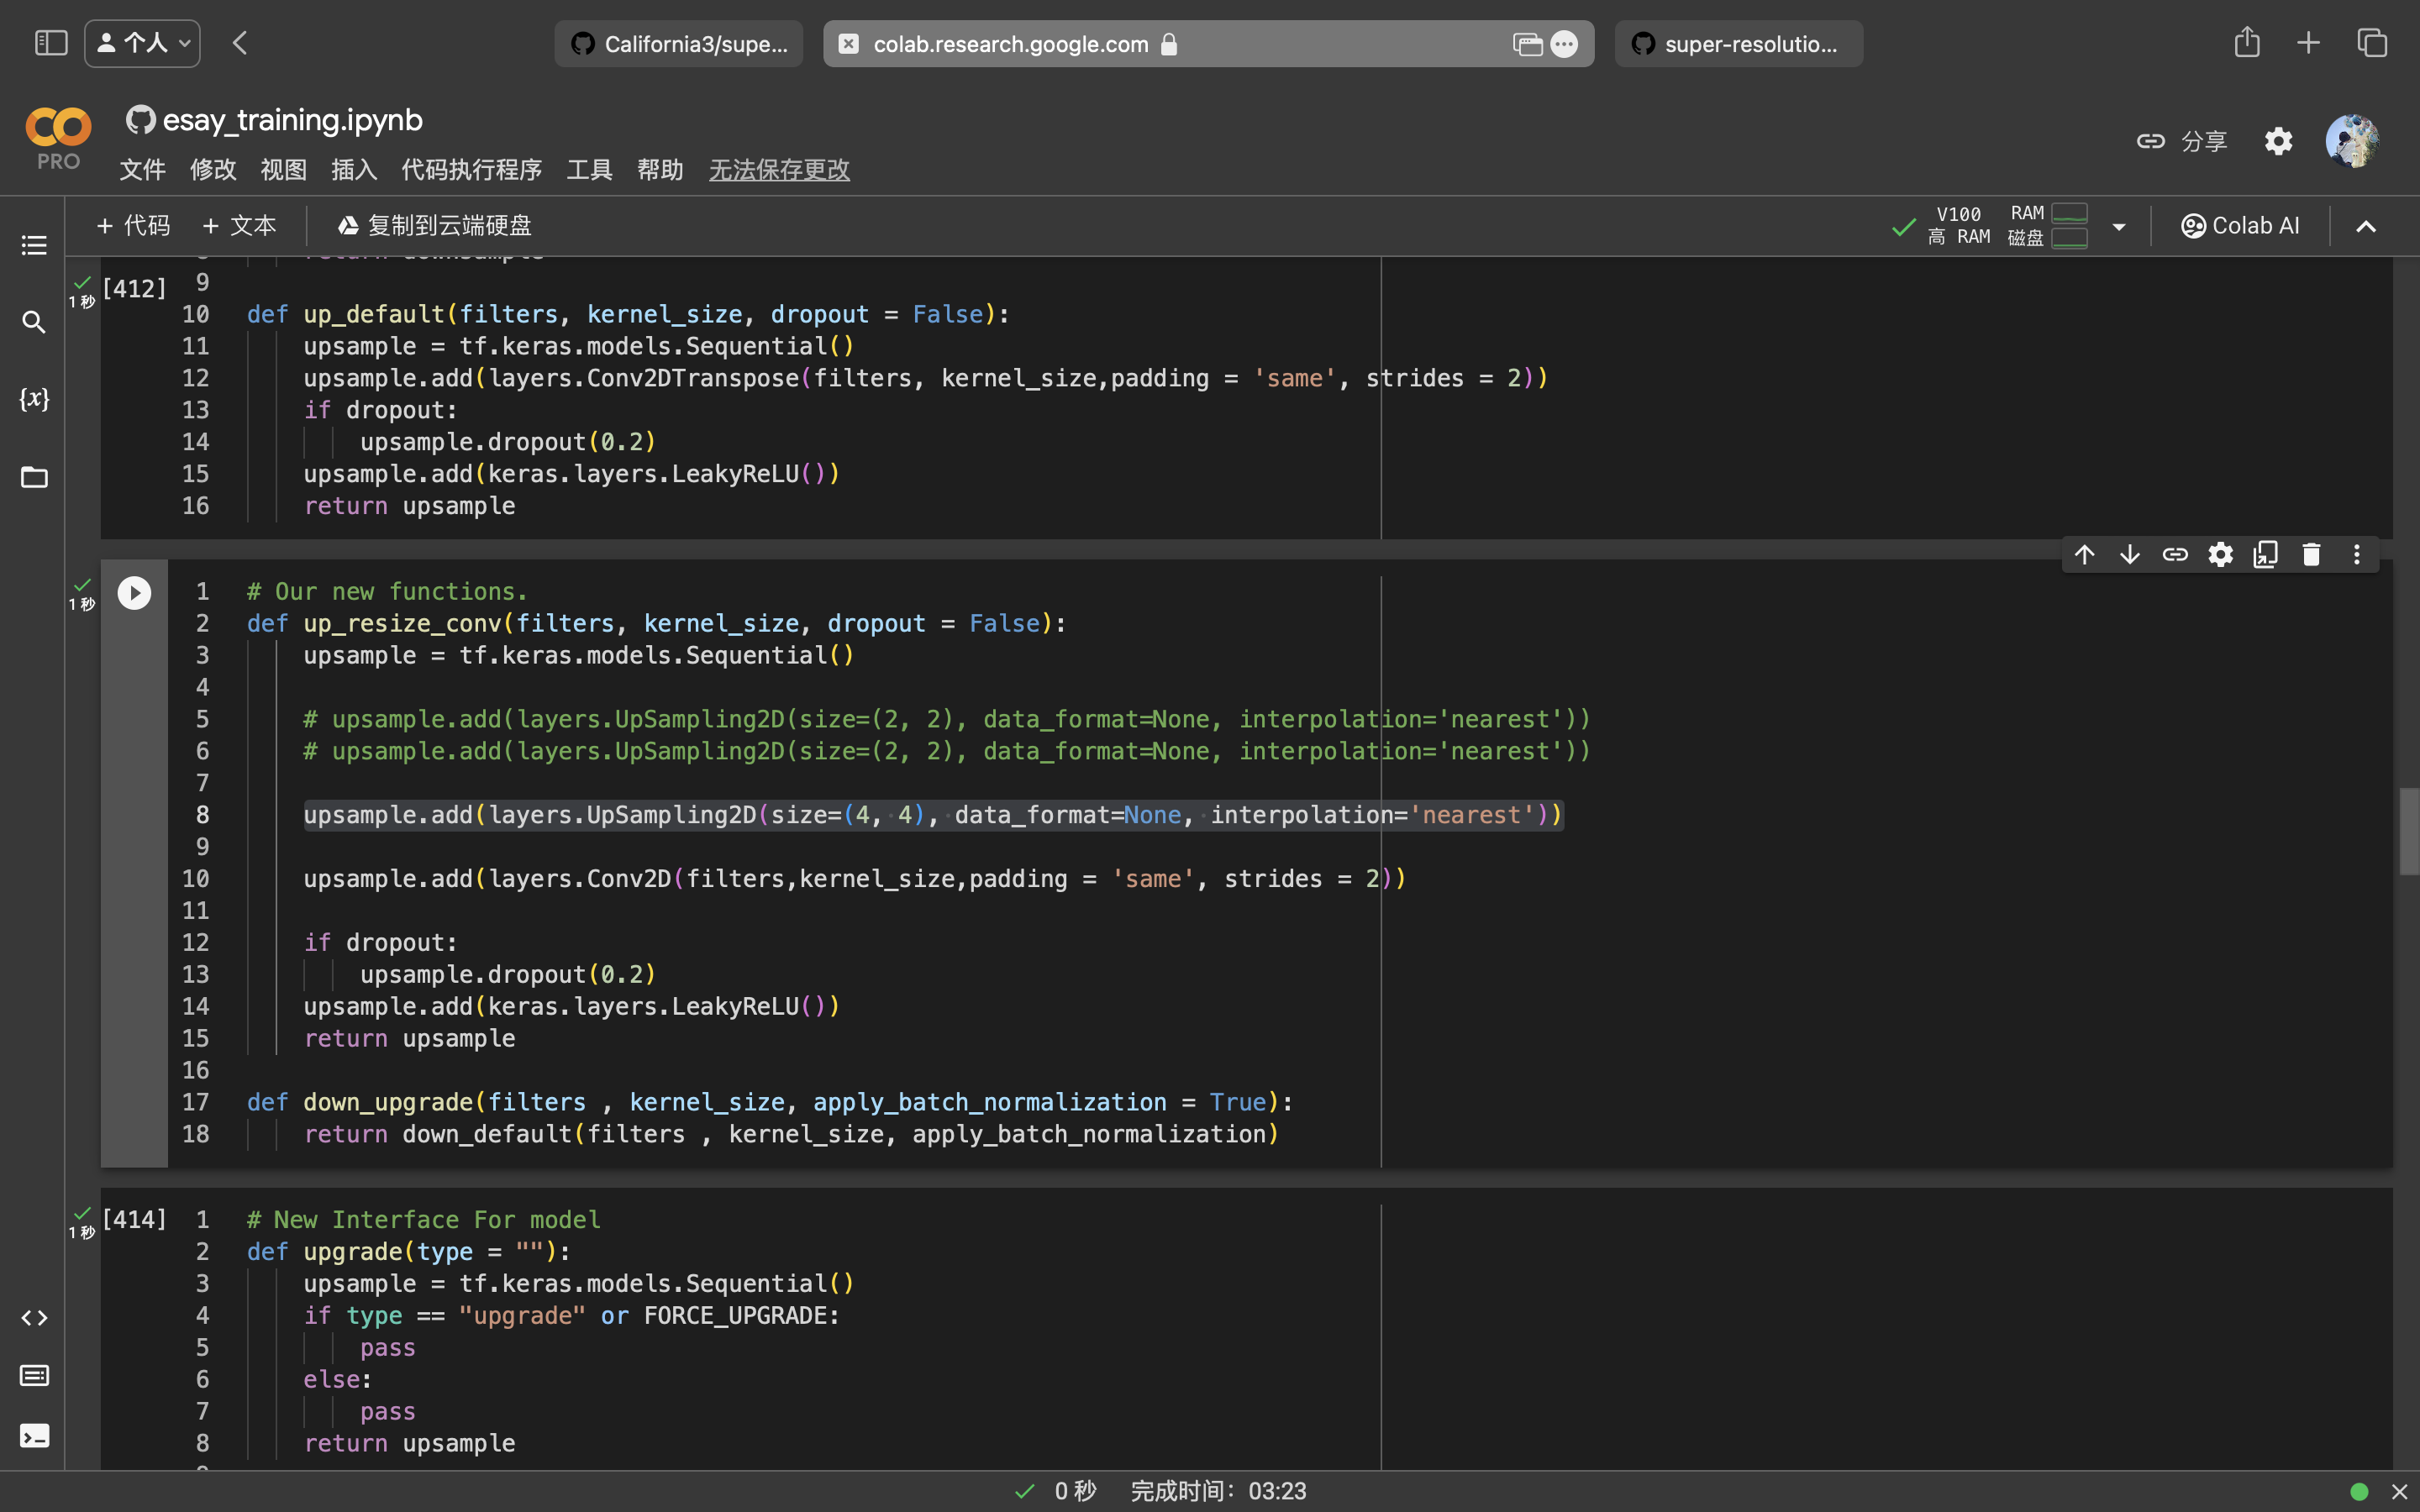 个人
California3/supe...
colab.research.google.com
super-resolutio...
PRO
esay_training.ipynb
文件 修改 视图 插入 代码执行程序 工具 帮助 无法保存更改
分享
+ 代码 + 文本 复制到云端硬盘
V100 RAM
高 RAM 磁盘
Colab AI
1 秒
[412]
9
10 def up_default(filters, kernel_size, dropout = False):
11 upsample = tf.keras.models.Sequential()
12 upsample.add(layers.Conv2DTranspose(filters, kernel_size,padding = 'same', strides = 2))
13 if dropout:
14 upsample.dropout(0.2)
15 upsample.add(keras.layers.LeakyReLU())
16 return upsample
1 秒
1 # Our new functions.
2 def up_resize_conv(filters, kernel_size, dropout = False):
3 upsample = tf.keras.models.Sequential()
4
5 # upsample.add(layers.UpSampling2D(size=(2, 2), data_format=None, interpolation='nearest'))
6 # upsample.add(layers.UpSampling2D(size=(2, 2), data_format=None, interpolation='nearest'))
7
8 upsample.add(layers.UpSampling2D(size=(4, 4), data_format=None, interpolation='nearest'))
9
10 upsample.add(layers.Conv2D(filters,kernel_size,padding = 'same', strides = 2))
11
12 if dropout:
13 upsample.dropout(0.2)
14 upsample.add(keras.layers.LeakyReLU())
15 return upsample
16
17 def down_upgrade(filters , kernel_size, apply_batch_normalization = True):
18 return down_default(filters , kernel_size, apply_batch_normalization)
1 秒
[414]
1 # New Interface For model
2 def upgrade(type = ""):
3 upsample = tf.keras.models.Sequential()
4 if type == "upgrade" or FORCE_UPGRADE:
5 pass
6 else:
7 pass
8 return upsample
0 秒 完成时间：03:23